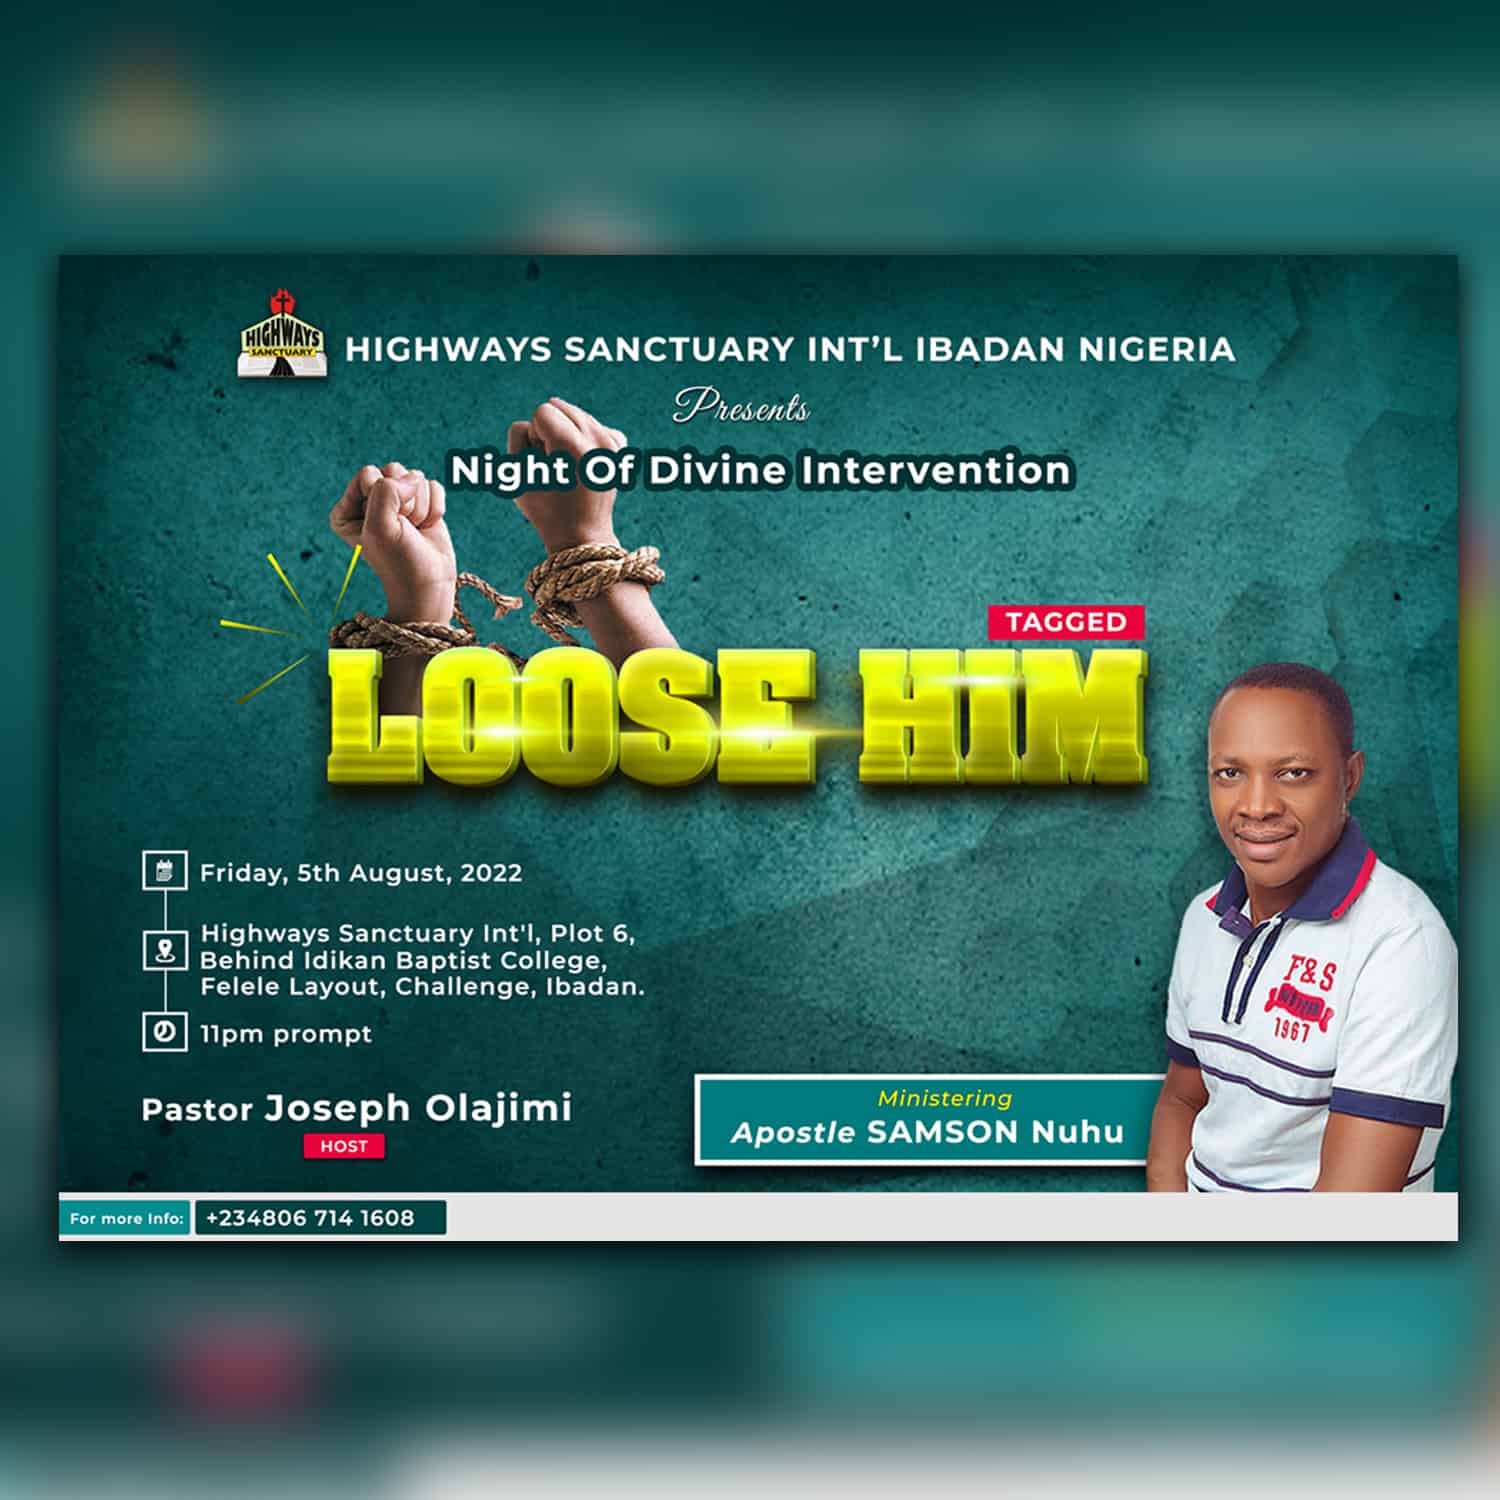 HIGHWAYS
SANCTUARY
HIGHWAYS SANCTUARY INT'L IBADAN NIGERIA
Presents
Night Of Divine Intervention
TAGGED
LOOSE HiM
Friday, 5th August, 2022
Highways Sanctuary Int'l, Plot 6,
Behind Idikan Baptist College,
Felele Layout, Challenge, Ibadan.
11pm prompt
Pastor Joseph Olajimi
HOST
Ministering
Apostle SAMSON Nuhu
F&S
1967
For more Info:
+234806 714 1608